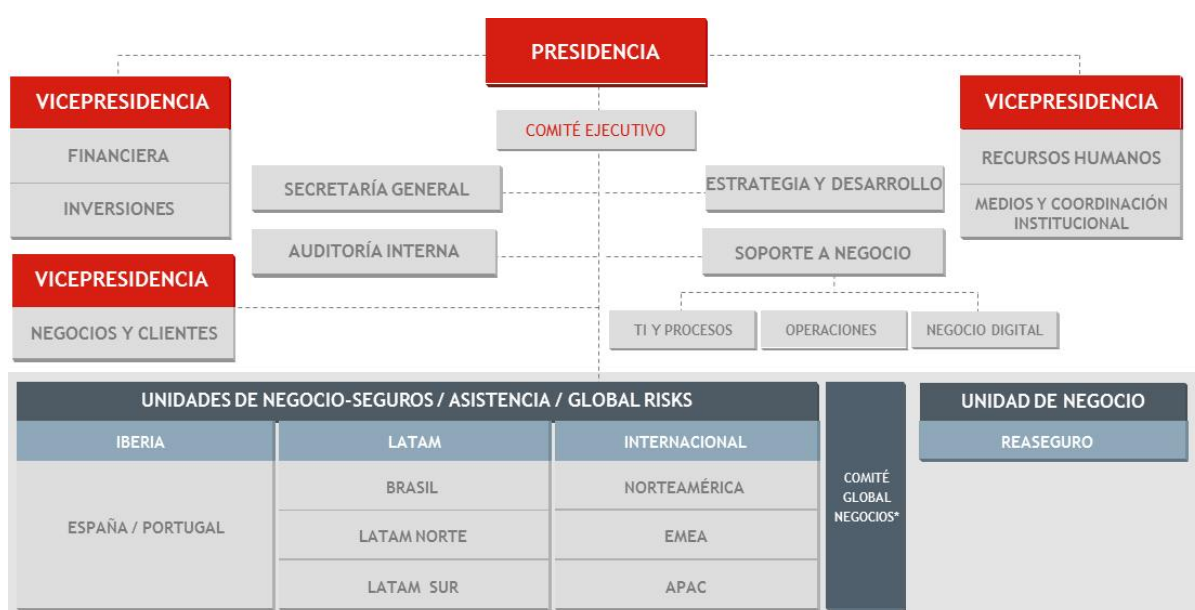 PRESIDENCIA
VICEPRESIDENCIA
FINANCIERA
INVERSIONES
VICEPRESIDENCIA
RECURSOS HUMANOS
MEDIOS Y COORDINACIÓN
INSTITUCIONAL
COMITÉ EJECUTIVO
SECRETARÍA GENERAL
ESTRATEGIA Y DESARROLLO
AUDITORÍA INTERNA
SOPORTE A NEGOCIO
VICEPRESIDENCIA
NEGOCIOS Y CLIENTES
TI Y PROCESOS
OPERACIONES
NEGOCIO DIGITAL
UNIDADES DE NEGOCIO-SEGUROS / ASISTENCIA / GLOBAL RISKS
IBERIA
LATAM
INTERNACIONAL
ESPAÑA / PORTUGAL
BRASIL
LATAM NORTE
LATAM SUR
NORTEAMÉRICA
EMEA
APAC
COMITÉ
GLOBAL
NEGOCIOS*
UNIDAD DE NEGOCIO
REASEGURO